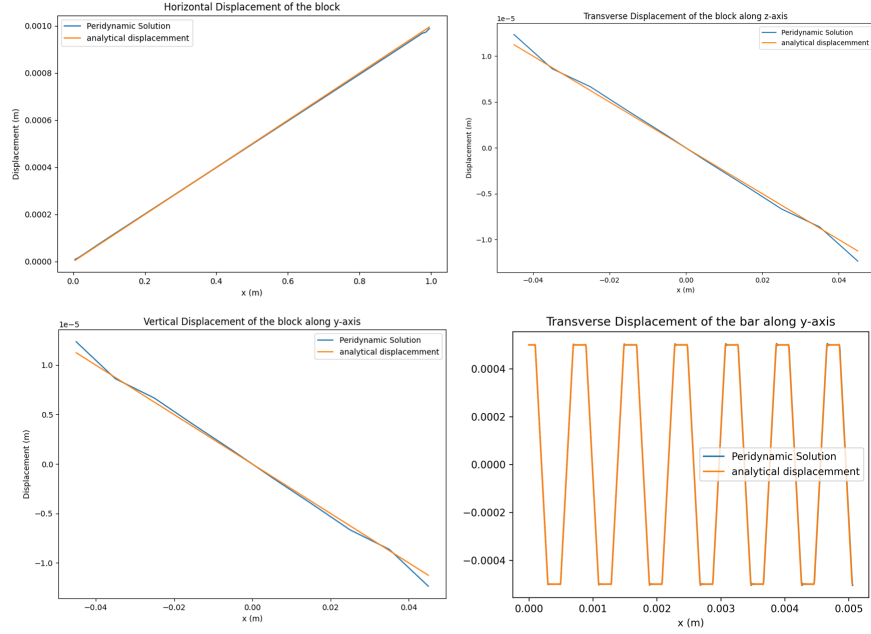 Horizontal Displacement of the block
Peridynamic Solution
analytical displacemment
0.0010
0.0008
0.0006
0.0004
0.0002
0.0000
Displacement (m)
0.0 0.2 0.4 0.6 0.8 1.0
x (m)
Transverse Displacement of the block along z-axis
1e−5
Peridynamic Solution
analytical displacemment
1.0
0.5
0.0
−0.5
−1.0
Displacement (m)
−0.04 −0.02 0.00 0.02 0.04
x (m)
Vertical Displacement of the block along y-axis
1e−5
Peridynamic Solution
analytical displacemment
1.0
0.5
0.0
−0.5
−1.0
Displacement (m)
−0.04 −0.02 0.00 0.02 0.04
x (m)
Transverse Displacement of the bar along y-axis
0.0004
0.0002
0.0000
−0.0002
−0.0004
Peridynamic Solution
analytical displacemment
0.000 0.001 0.002 0.003 0.004 0.005
x (m)